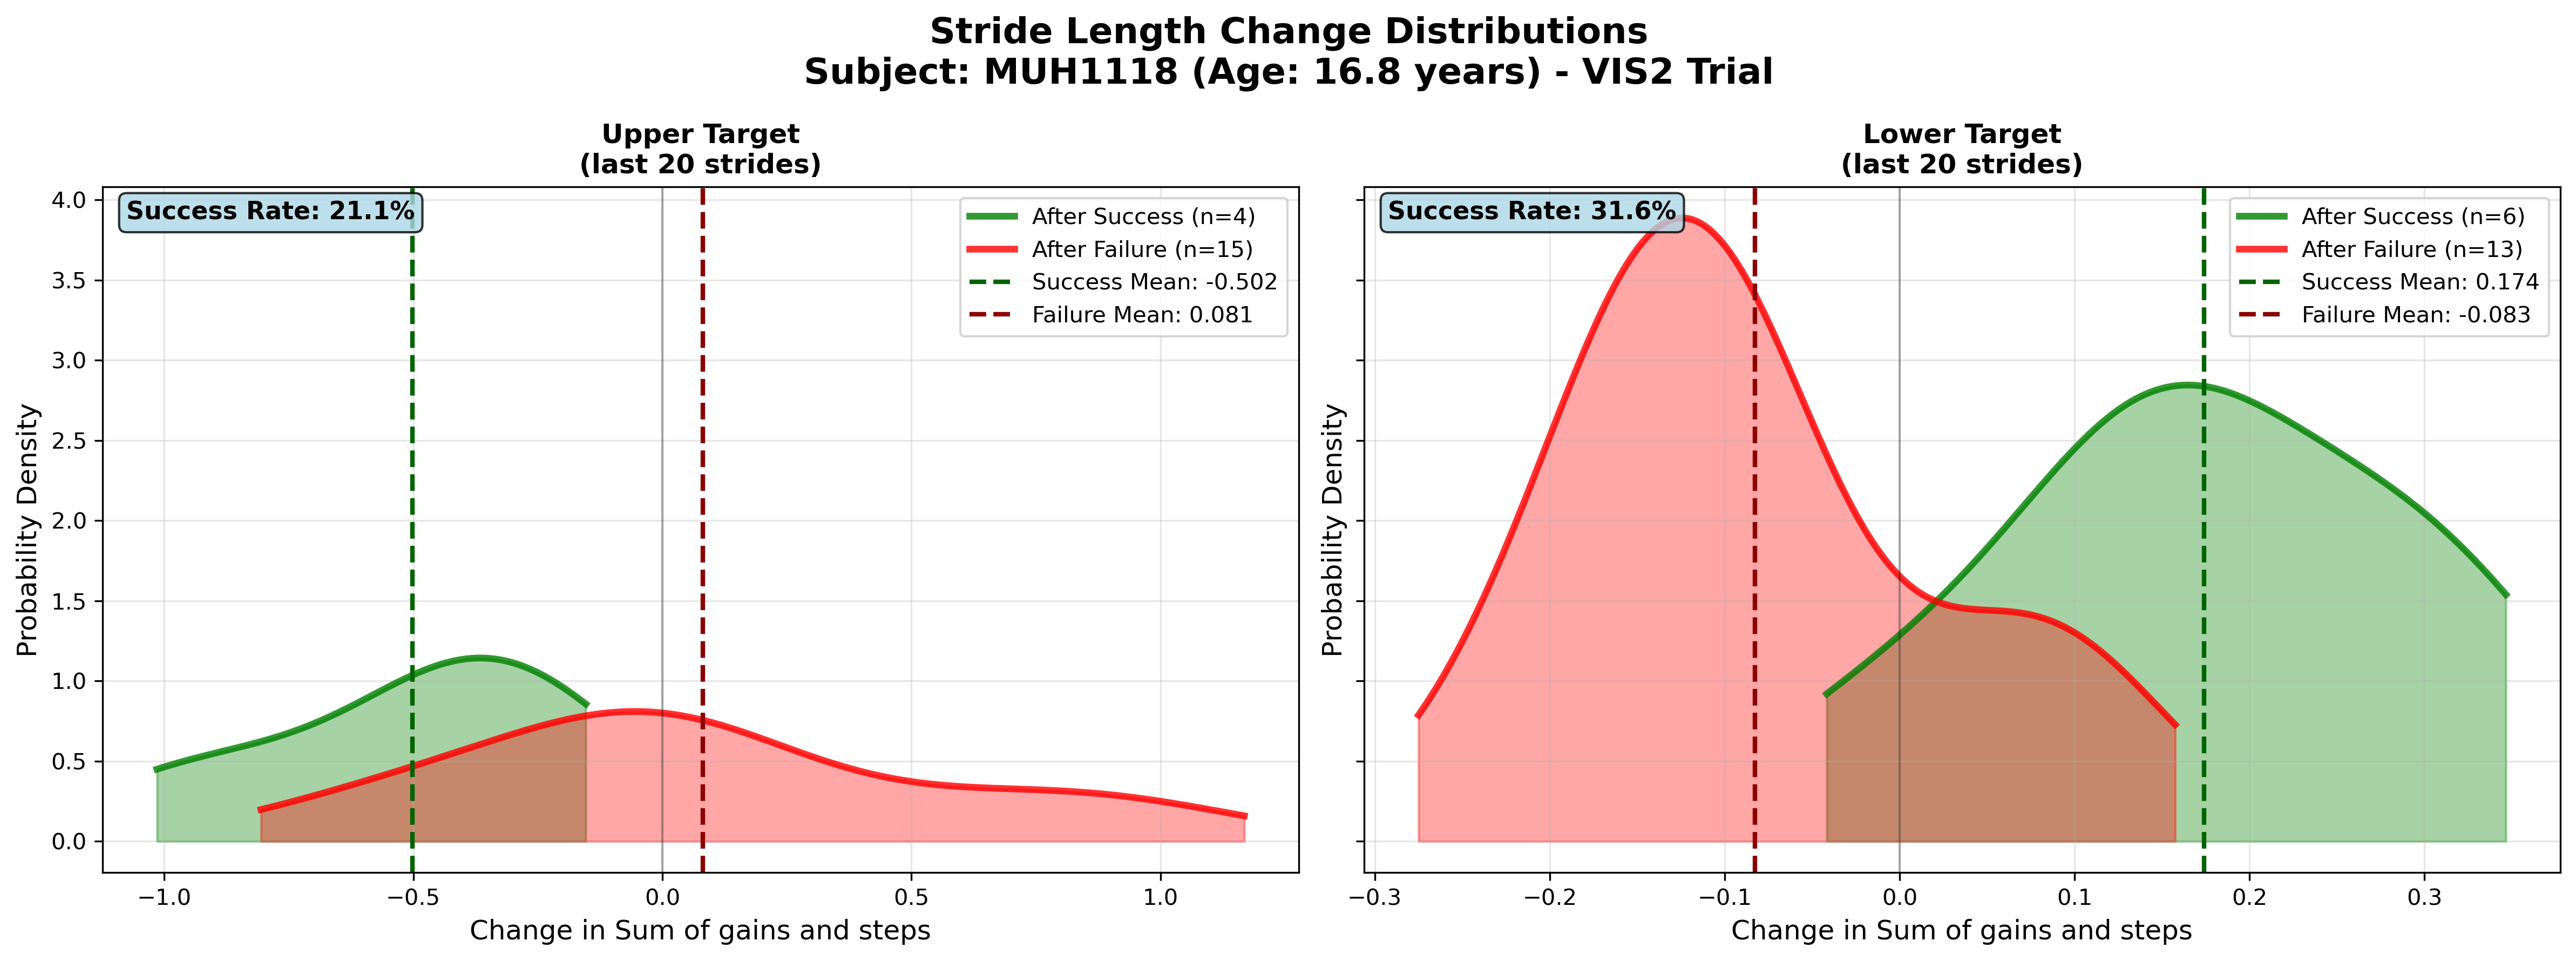 Stride Length Change Distributions
Subject: MUH1118 (Age: 16.8 years) - VIS2 Trial
Upper Target
(last 20 strides)
Success Rate: 21.1%
After Success (n=4)
After Failure (n=15)
Success Mean: -0.502
Failure Mean: 0.081
Probability Density
4.0
3.5
3.0
2.5
2.0
1.5
1.0
0.5
0.0
−1.0
−0.5
0.0
0.5
1.0
Change in Sum of gains and steps
Lower Target
(last 20 strides)
Success Rate: 31.6%
After Success (n=6)
After Failure (n=13)
Success Mean: 0.174
Failure Mean: -0.083
Probability Density
−0.3
−0.2
−0.1
0.0
0.1
0.2
0.3
Change in Sum of gains and steps